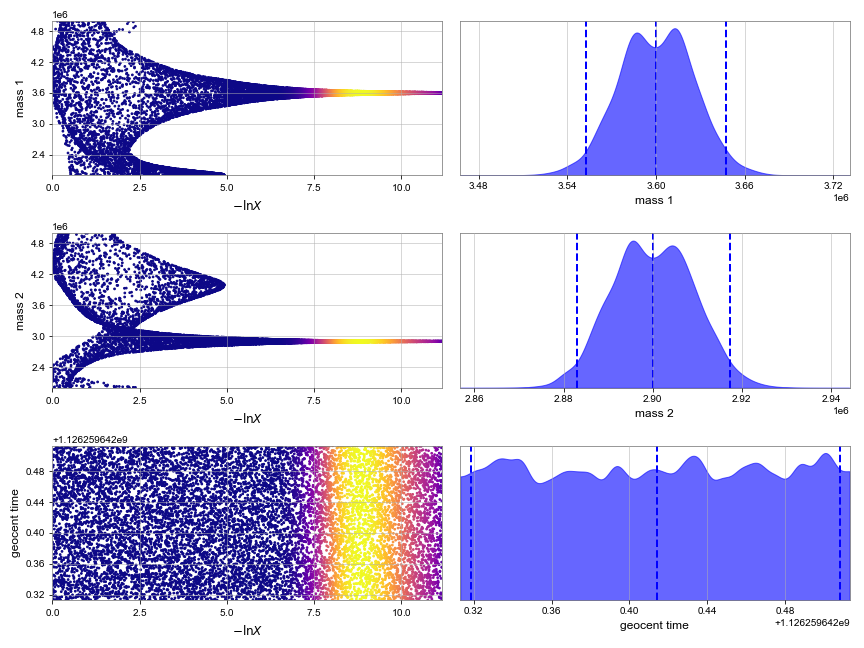 1e6
4.8
4.2
3.6
3.0
2.4
mass 1
0.0 2.5 5.0 7.5 10.0
−lnX
3.48 3.54 3.60 3.66 3.72
mass 1
1e6
1e6
4.8
4.2
3.6
3.0
2.4
mass 2
0.0 2.5 5.0 7.5 10.0
−lnX
2.86 2.88 2.90 2.92 2.94
mass 2
1e6
+1.126259642e9
0.48
0.44
0.40
0.36
0.32
geocent time
0.0 2.5 5.0 7.5 10.0
−lnX
0.32 0.36 0.40 0.44 0.48
geocent time
+1.126259642e9